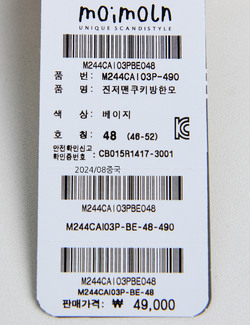 moimoln
UNIQUE SCANDISTYLE
M244CAI03PBE048
품 번: M244CAI03P-490
품 명: 진저맨쿠키방한모
색 상: 베이지
호 칭: 48 (46-52)
안전확인신고
확인증번호 : CB015R1417-3001
2024/08중국
M244CAI03PBE048
M244CAI03P-BE-48-490
M244CAI03PBE048
M244CAI03P-BE-48
판매가격: ₩ 49,000